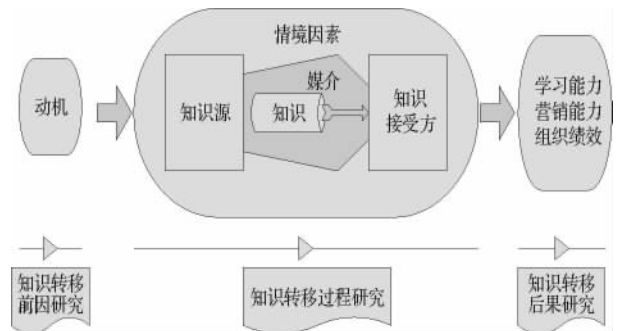 情境因素
动机
知识源
媒介
知识
知识
接受方
学习能力
营销能力
组织绩效
知识转移
前因研究
知识转移过程研究
知识转移
后果研究